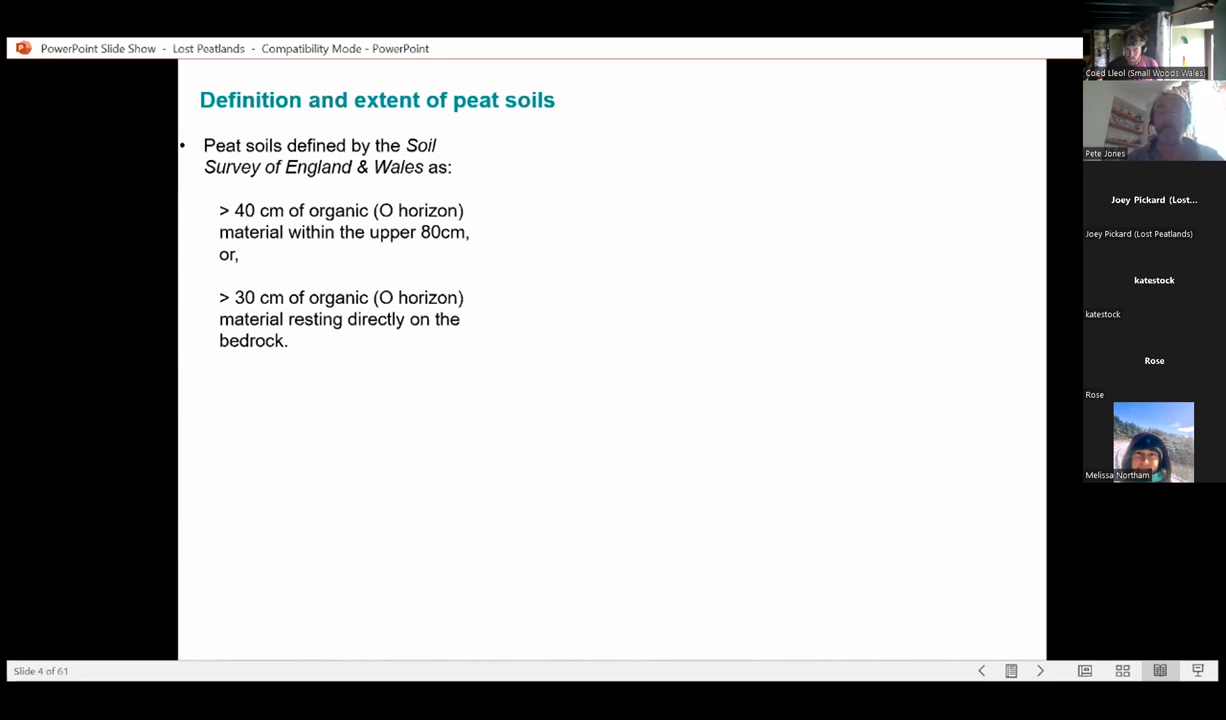 PowerPoint Slide Show - Lost Peatlands - Compatibility Mode - PowerPoint
Definition and extent of peat soils
• Peat soils defined by the Soil
Survey of England & Wales as:
> 40 cm of organic (O horizon)
material within the upper 80cm,
or,
> 30 cm of organic (O horizon)
material resting directly on the
bedrock.
Slide 4 of 61
Coed Lleol (Small Woods Wales)
Pete Jones
Joey Pickard (Lost...
Joey Pickard (Lost Peatlands)
katestock
katestock
Rose
Rose
Melissa Northam